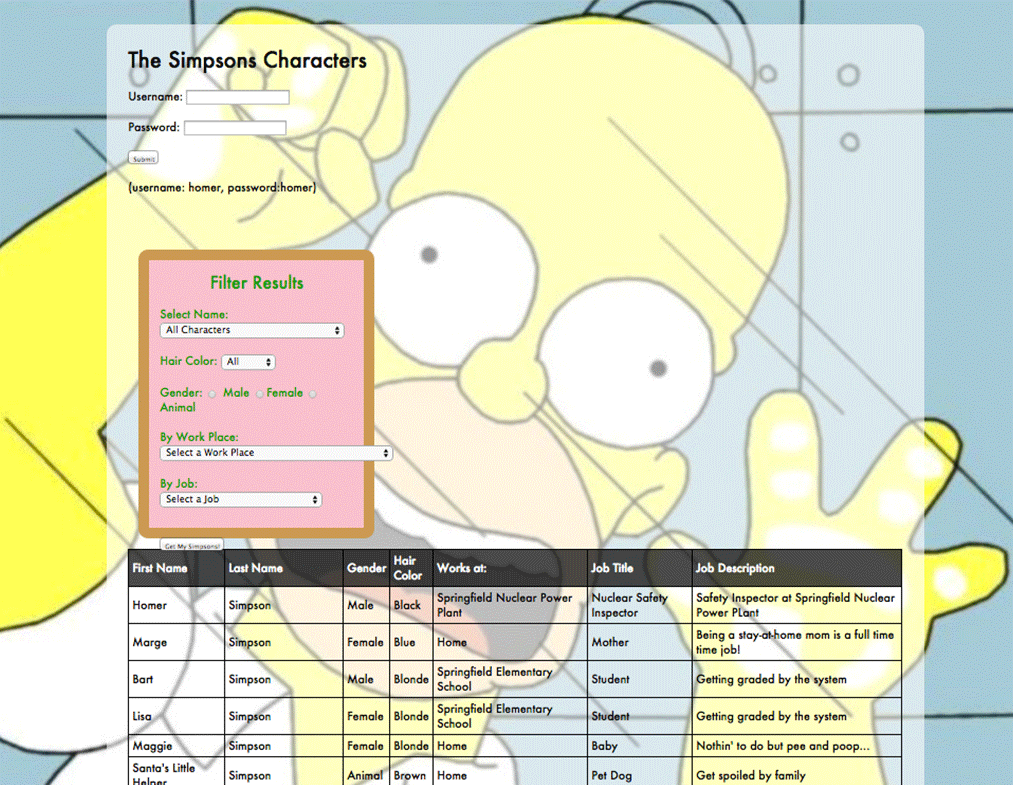 The Simpsons Characters
Username:
Password:
Submit
(username: homer, password:homer)
Filter Results
Select Name:
All Characters
Hair Color: All
Gender: Male Female
Animal
By Work Place:
Select a Work Place
By Job:
Select a Job
Get My Simpsons!
First Name Last Name Gender Hair Color Works at: Job Title Job Description
Homer Simpson Male Black Springfield Nuclear Power Plant Nuclear Safety Inspector Safety Inspector at Springfield Nuclear Power PLant
Marge Simpson Female Blue Home Mother Being a stay-at-home mom is a full time time job!
Bart Simpson Male Blonde Springfield Elementary School Student Getting graded by the system
Lisa Simpson Female Blonde Springfield Elementary School Student Getting graded by the system
Maggie Simpson Female Blonde Home Baby Nothin' to do but pee and poop...
Santa's Little Helper Simpson Animal Brown Home Pet Dog Get spoiled by family